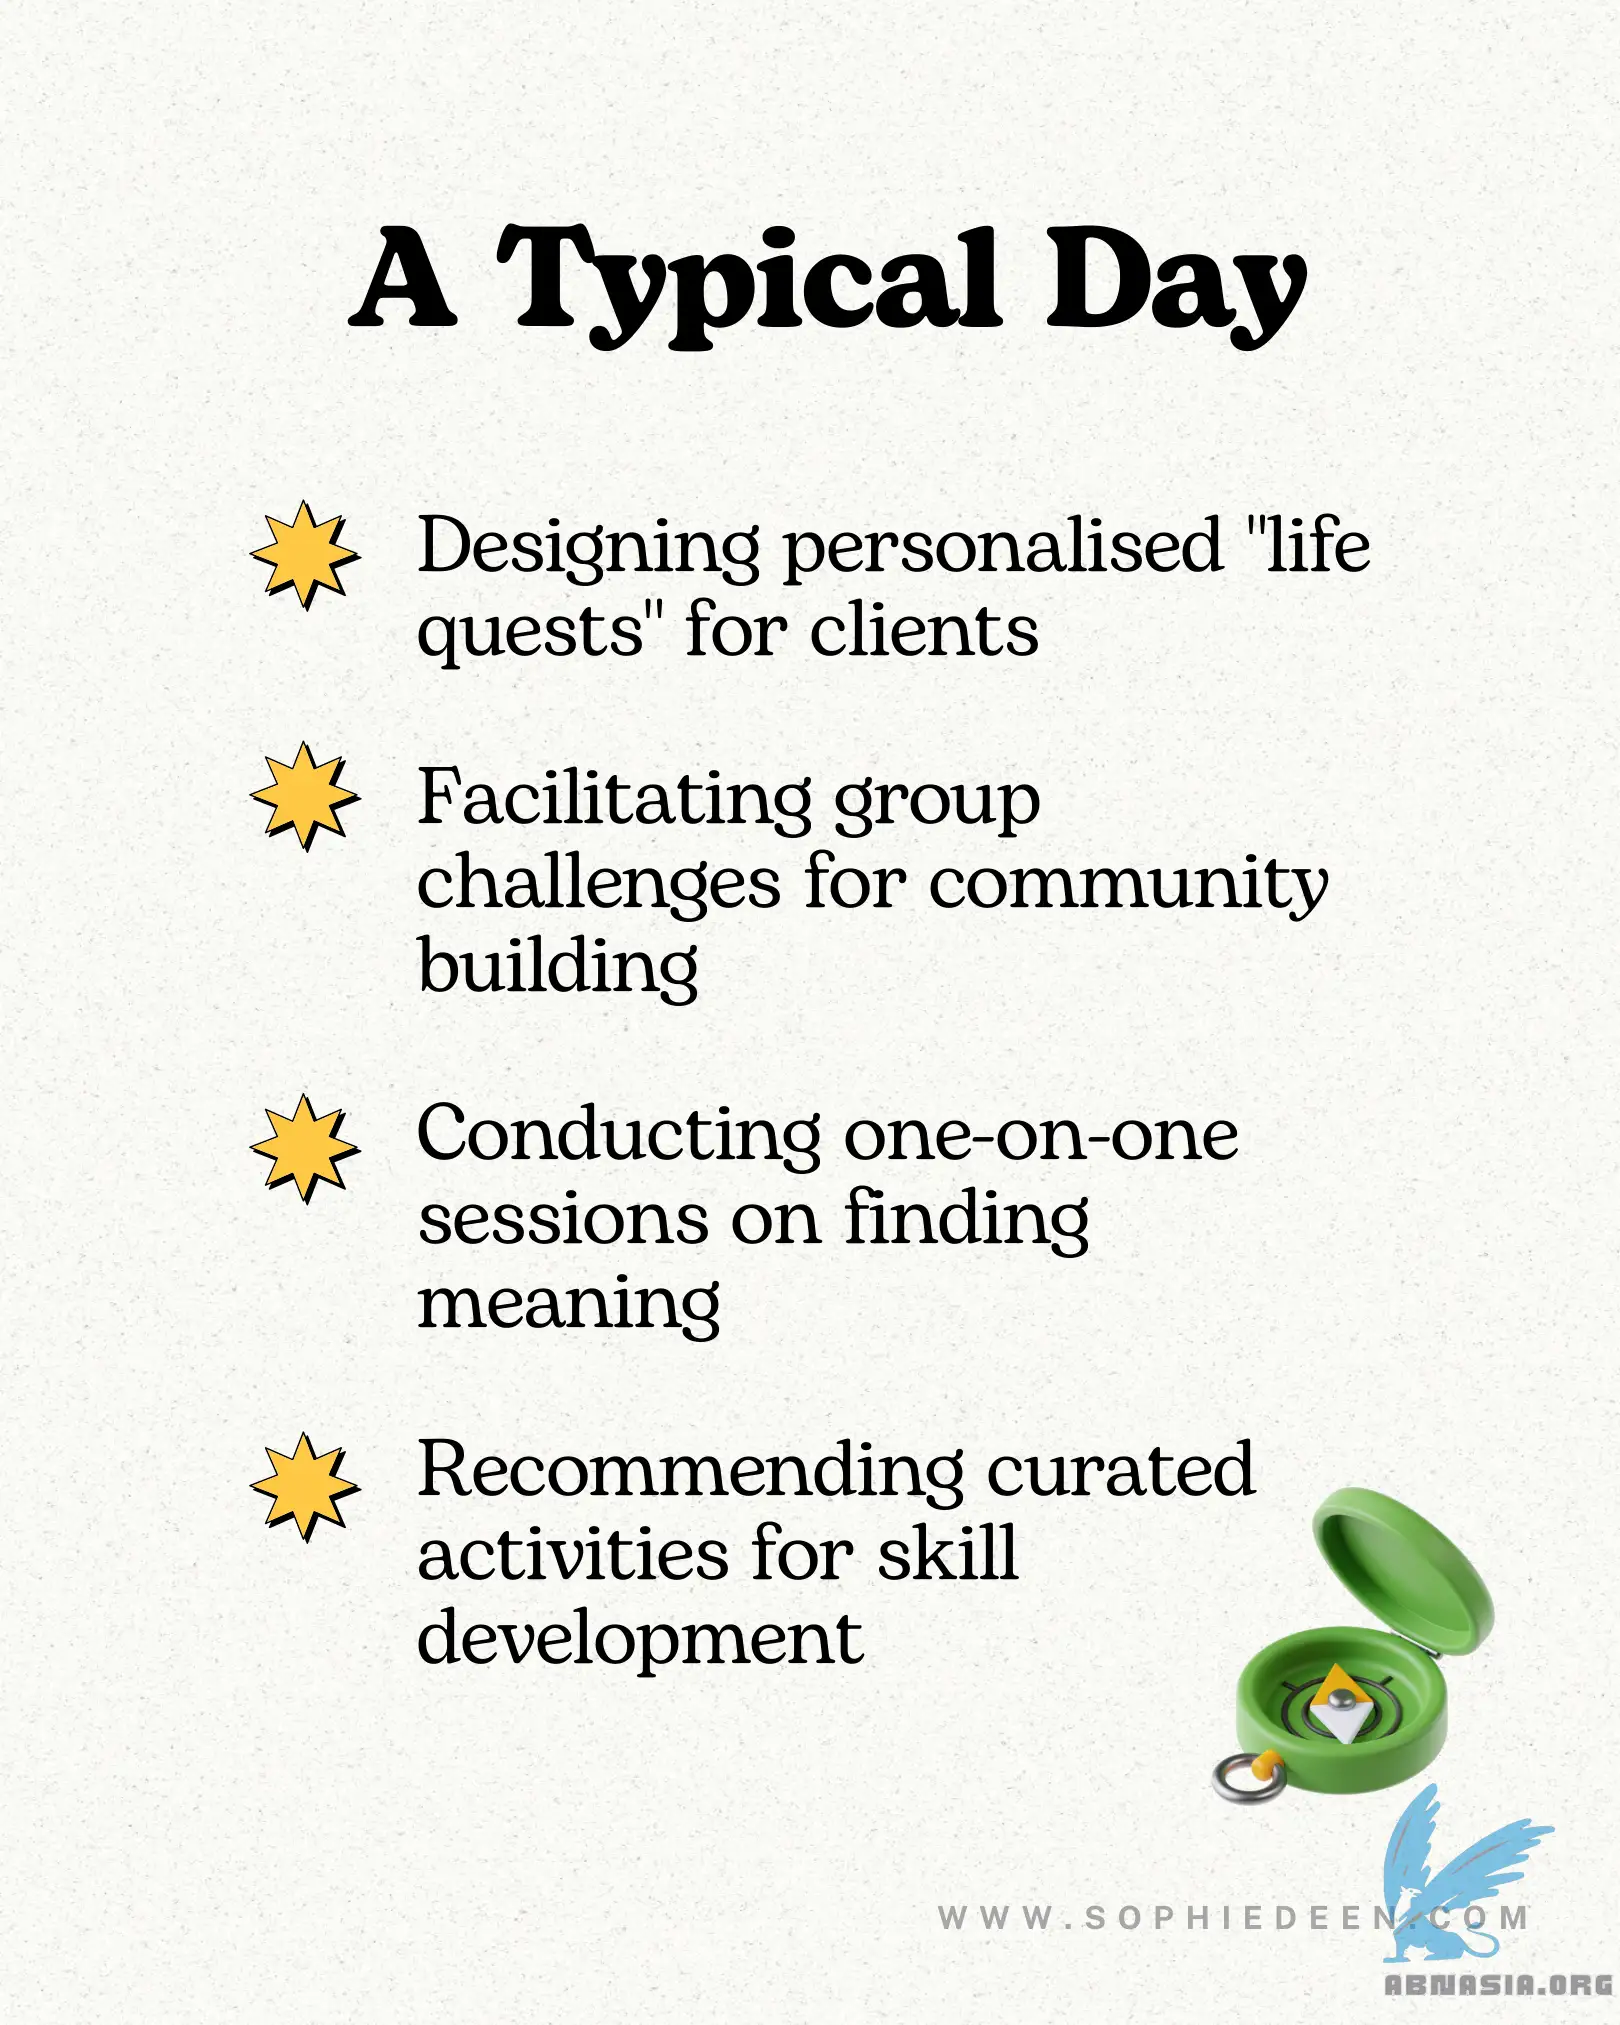 A Typical Day
Designing personalised "life
quests" for clients
Facilitating group
challenges for community
building
Conducting one-on-one
sessions on finding
meaning
Recommending curated
activities for skill
development
WWW.SOPHIEDEEN.COM
ABNASIA.ORG